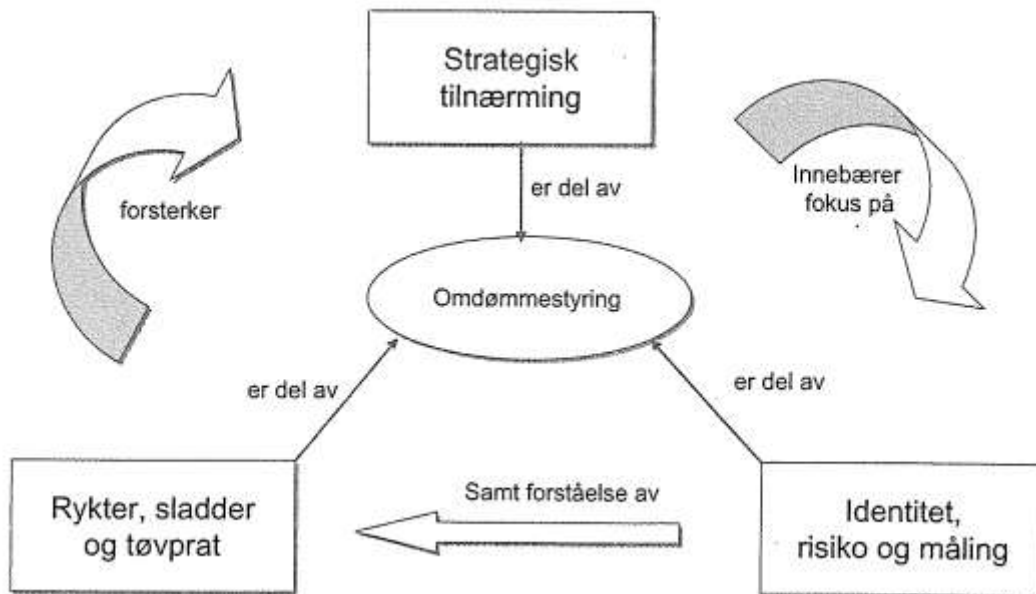 Strategisk
tilnærming
er del av
forsterker
Innebærer
fokus på
Omdømmestyring
er del av
er del av
Rykter, sladder
og tøvprat
Samt forståelse av
Identitet,
risiko og måling